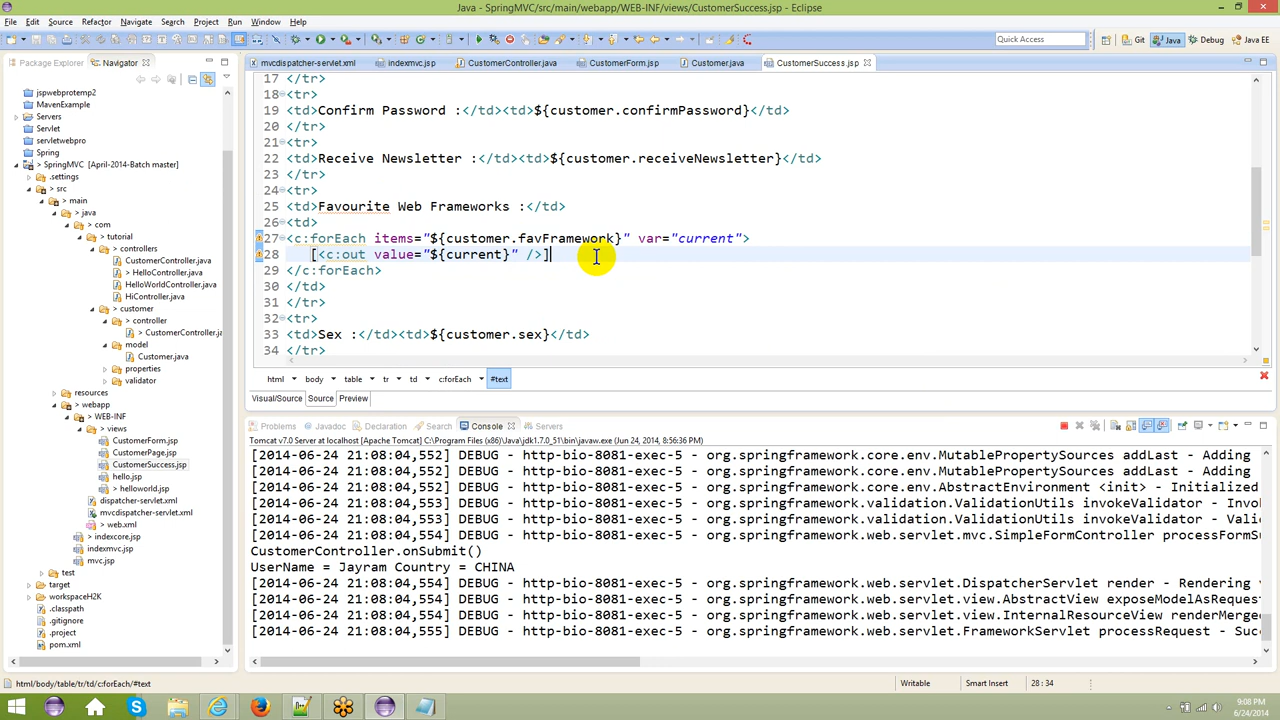 Java - SpringMVC/src/main/webapp/WEB-INF/views/CustomerSuccess.jsp - Eclipse
File Edit Source Refactor Navigate Search Project Run Window Help
Quick Access
Git Java Debug Java EE
Package Explorer Navigator
jspwebprotemp2
MavenExample
Servers
Servlet
servletwebpro
Spring
> SpringMVC [April-2014-Batch master]
.settings
> src
> main
> java
> com
> tutorial
> controllers
CustomerController.java
> HelloController.java
HelloWorldController.java
HiController.java
> customer
> controller
> CustomerController.ja
model
Customer.java
properties
validator
resources
> webapp
> WEB-INF
> views
CustomerForm.jsp
CustomerPage.jsp
CustomerSuccess.jsp
hello.jsp
> helloworld.jsp
dispatcher-servlet.xml
mvcdispatcher-servlet.xml
> web.xml
> indexcore.jsp
indexmvc.jsp
mvc.jsp
> test
target
> workspaceH2K
.classpath
.gitignore
.project
pom.xml
mvcdispatcher-servlet.xml indexmvc.jsp CustomerController.java CustomerForm.jsp Customer.java CustomerSuccess.jsp
17 </tr>
18 <tr>
19 <td>Confirm Password :</td><td>${customer.confirmPassword}</td>
20 </tr>
21 <tr>
22 <td>Receive Newsletter :</td><td>${customer.receiveNewsletter}</td>
23 </tr>
24 <tr>
25 <td>Favourite Web Frameworks :</td>
26 <td>
27 <c:forEach items="${customer.favFramework}" var="current">
28 [<c:out value="${current}" />]
29 </c:forEach>
30 </td>
31 </tr>
32 <tr>
33 <td>Sex :</td><td>${customer.sex}</td>
34 </tr>
html body table tr td c:forEach #text
Visual/Source Source Preview
Problems Javadoc Declaration Search Console Servers
Tomcat v7.0 Server at localhost [Apache Tomcat] C:\Program Files (x86)\Java\jdk1.7.0_51\bin\javaw.exe (Jun 24, 2014, 8:56:36 PM)
[2014-06-24 21:08:04,552] DEBUG - http-bio-8081-exec-5 - org.springframework.core.env.MutablePropertySources addLast - Adding
[2014-06-24 21:08:04,552] DEBUG - http-bio-8081-exec-5 - org.springframework.core.env.MutablePropertySources addLast - Adding
[2014-06-24 21:08:04,552] DEBUG - http-bio-8081-exec-5 - org.springframework.core.env.AbstractEnvironment <init> - Initialized
[2014-06-24 21:08:04,553] DEBUG - http-bio-8081-exec-5 - org.springframework.validation.ValidationUtils invokeValidator - Invo
[2014-06-24 21:08:04,553] DEBUG - http-bio-8081-exec-5 - org.springframework.validation.ValidationUtils invokeValidator - Vali
[2014-06-24 21:08:04,554] DEBUG - http-bio-8081-exec-5 - org.springframework.web.servlet.mvc.SimpleFormController processFormSu
CustomerController.onSubmit()
UserName = Jayram Country = CHINA
[2014-06-24 21:08:04,554] DEBUG - http-bio-8081-exec-5 - org.springframework.web.servlet.DispatcherServlet render - Rendering v
[2014-06-24 21:08:04,554] DEBUG - http-bio-8081-exec-5 - org.springframework.web.servlet.view.AbstractView exposeModelAsReques
[2014-06-24 21:08:04,555] DEBUG - http-bio-8081-exec-5 - org.springframework.web.servlet.view.InternalResourceView renderMerge
[2014-06-24 21:08:04,555] DEBUG - http-bio-8081-exec-5 - org.springframework.web.servlet.FrameworkServlet processRequest - Suc
html/body/table/tr/td/c:forEach/#text
Writable Smart Insert 28 : 34
9:08 PM
6/24/2014